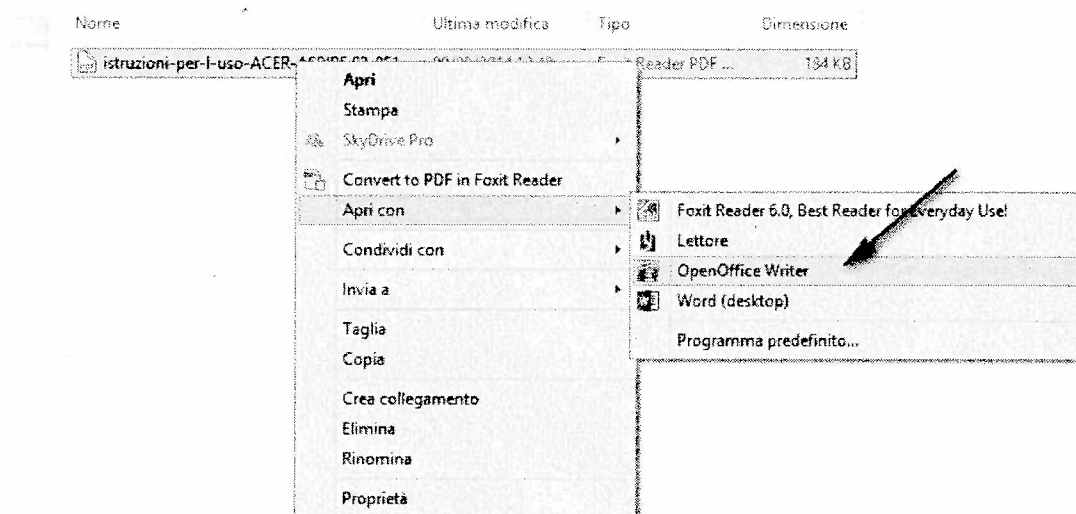 Nome Ultima modifica Tipo Dimensione
istruzioni-per-l-uso-ACER- Reader PDF ... 184 KB
Apri
Stampa
SkyDrive Pro
Convert to PDF in Foxit Reader
Apri con
Foxit Reader 6.0, Best Reader for Everyday Use!
Lettore
Condividi con
OpenOffice Writer
Invia a
Word (desktop)
Taglia
Programma predefinito...
Copia
Crea collegamento
Elimina
Rinomina
Proprietà